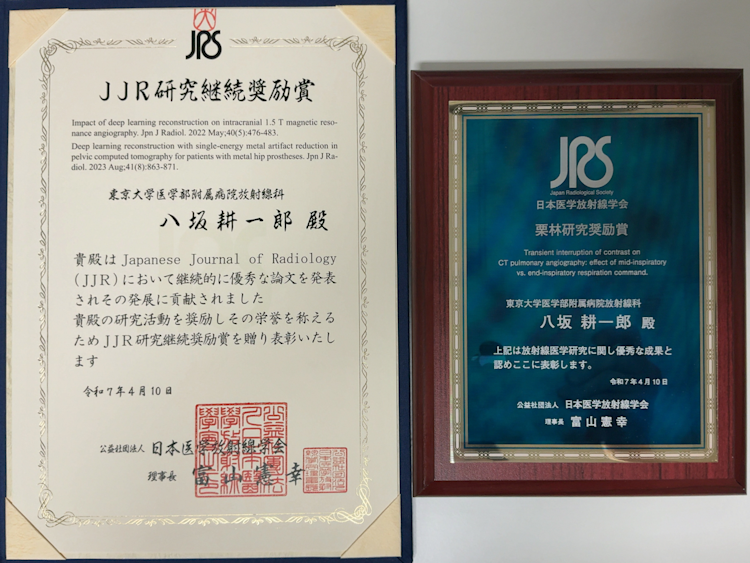 JRS
JJR研究継続奨励賞
Impact of deep learning reconstruction on intracranial 1.5 T magnetic reso-
nance angiography. Jpn J Radiol. 2022 May;40(5):476-483.
Deep learning reconstruction with single-energy metal artifact reduction in
pelvic computed tomography for patients with metal hip prostheses. Jpn J Ra-
diol. 2023 Aug;41(8):863-871.
東京大学医学部附属病院放射線科
八坂耕一郎 殿
貴殿はJapanese Journal of Radiology
(JJR)において継続的に優秀な論文を発表
されその発展に貢献されました
貴殿の研究活動を奨励しその栄誉を称える
ためJJR研究継続奨励賞を贈り表彰いたし
ます
令和7年4月10日
公益社団法人 日本医学放射線学会
理事長 富山憲幸
JRS
Japanese Radiological Society
日本医学放射線学会
栗林研究奨励賞
Transient interruption of contrast on
CT pulmonary angiography: effect of mid-inspiratory
vs. end-inspiratory respiration command.
東京大学医学部附属病院放射線科
八坂 耕一郎 殿
上記は放射線医学研究に関し優秀な成果と
認めここに表彰します。
令和7年4月10日
公益社団法人 日本医学放射線学会
理事長 富山憲幸